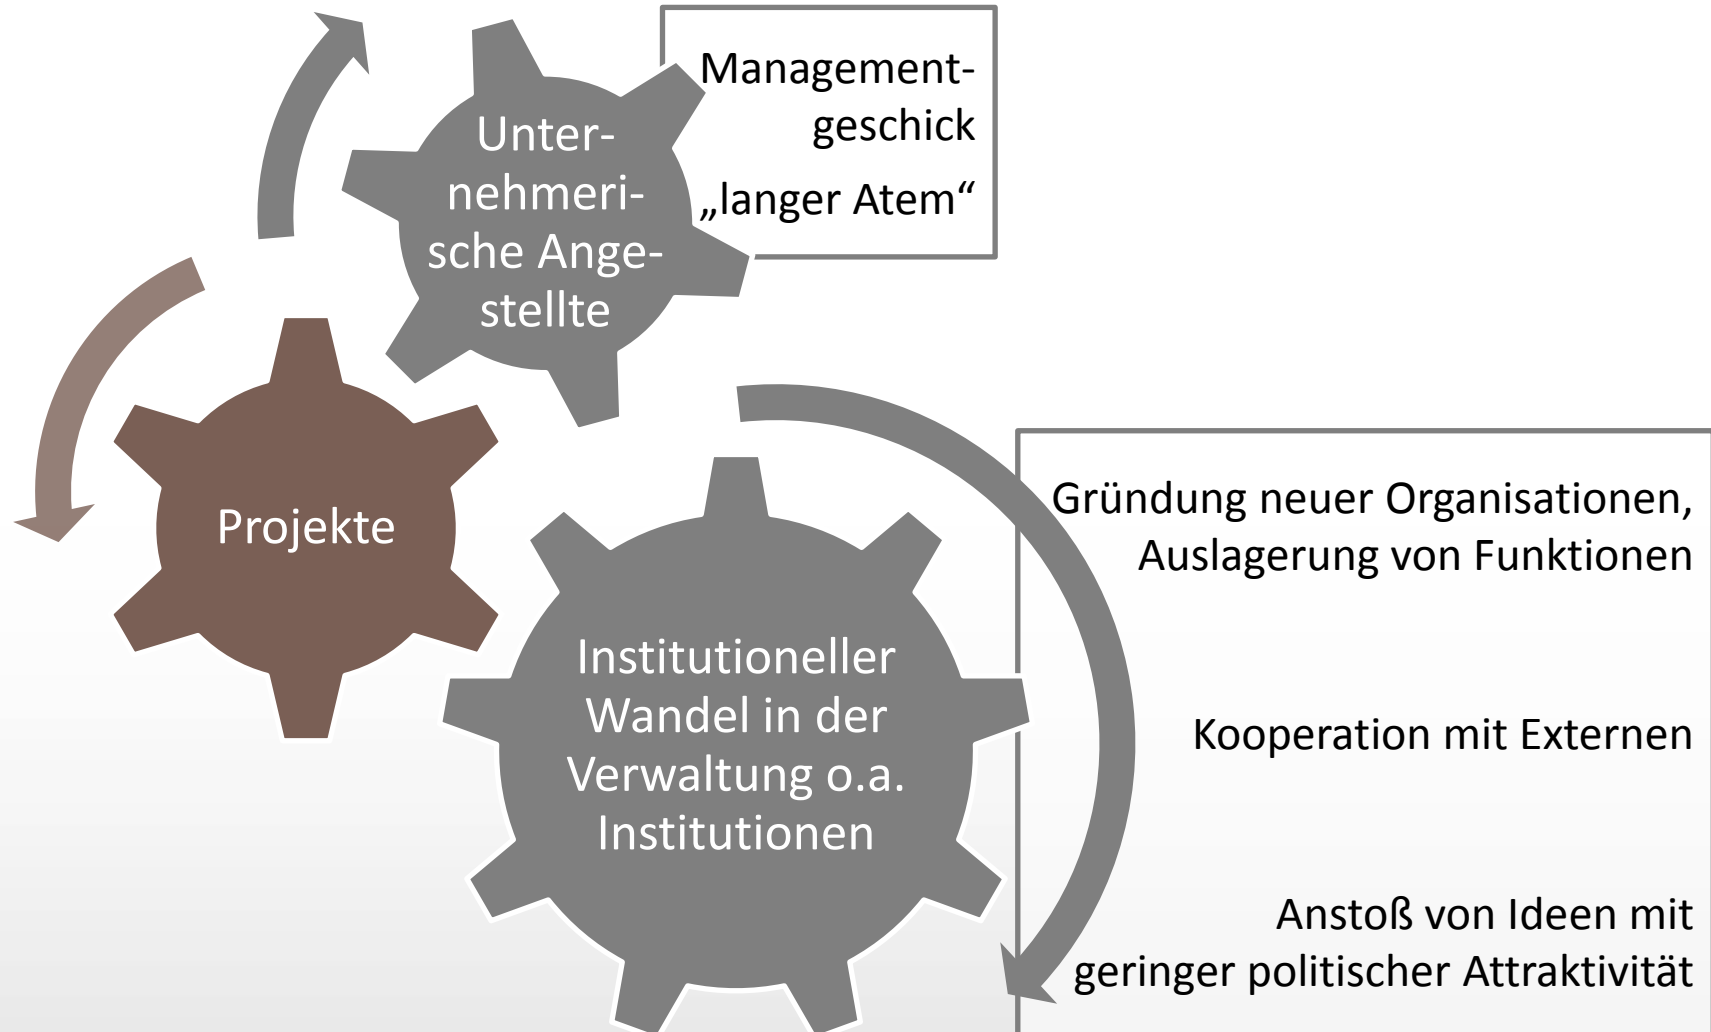 Management-
geschick
„langer Atem“
Unter-
nehmeri-
sche Ange-
stellte
Projekte
Institutioneller
Wandel in der
Verwaltung o.a.
Institutionen
Gründung neuer Organisationen,
Auslagerung von Funktionen
Kooperation mit Externen
Anstoß von Ideen mit
geringer politischer Attraktivität